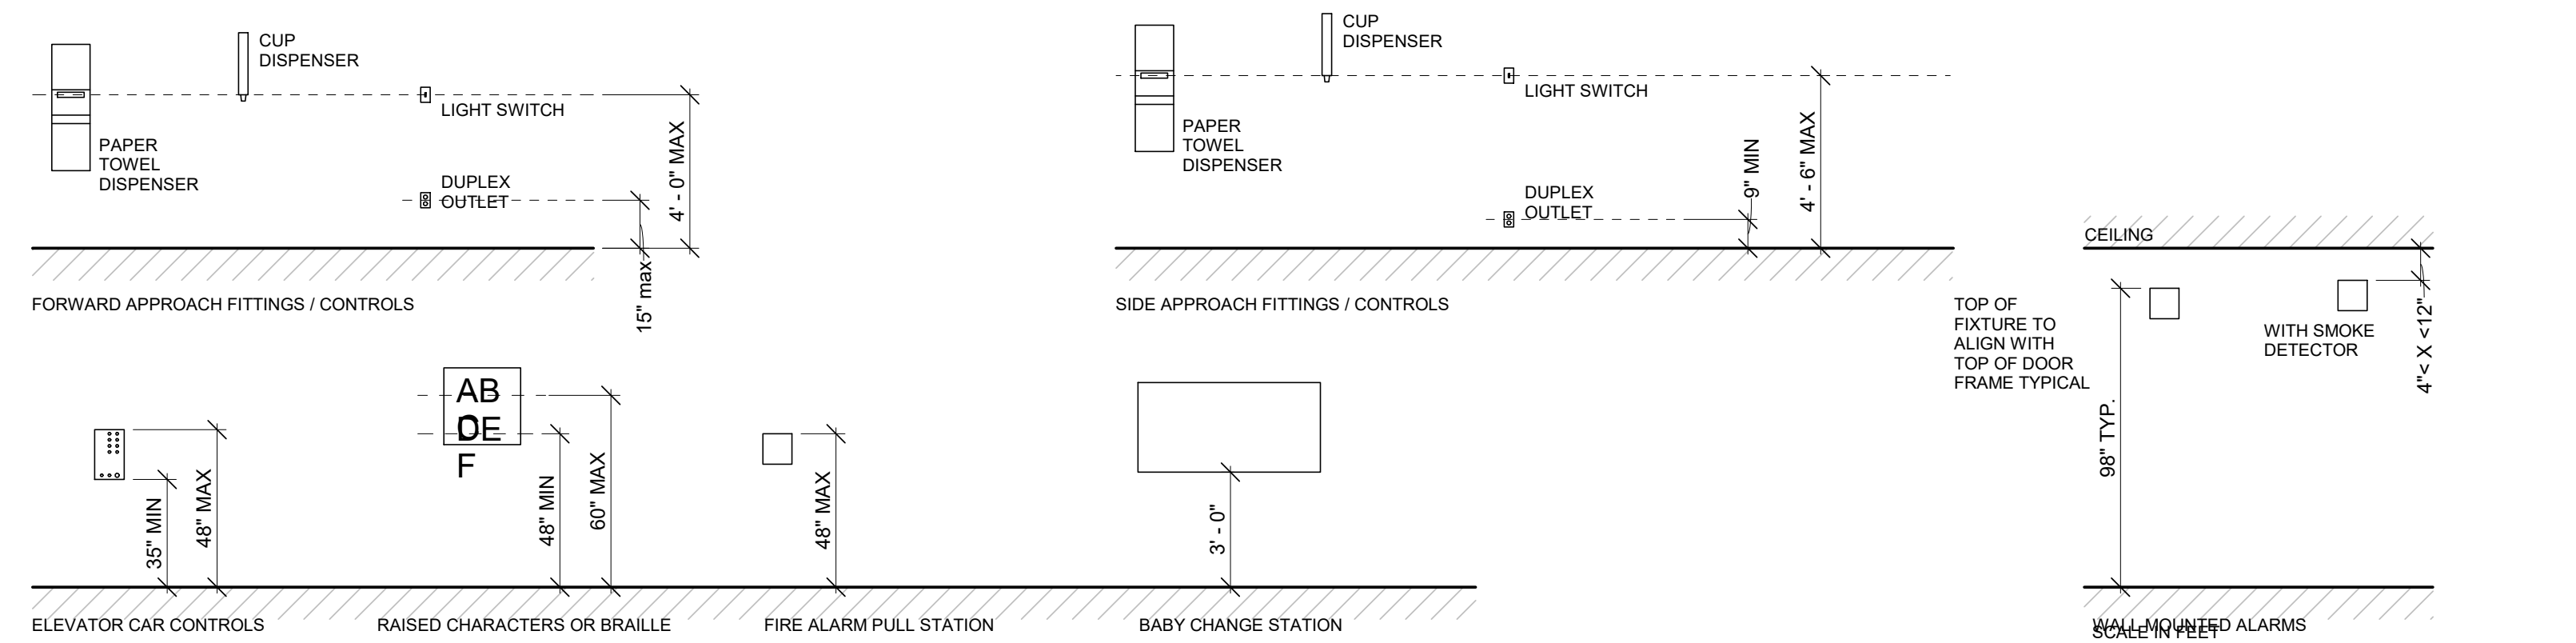 CUP
DISPENSER
LIGHT SWITCH
PAPER
TOWEL
DISPENSER
DUPLEX
OUTLET
4' - 0" MAX
15" max
FORWARD APPROACH FITTINGS / CONTROLS
CUP
DISPENSER
LIGHT SWITCH
PAPER
TOWEL
DISPENSER
DUPLEX
OUTLET
9" MIN
4' - 6" MAX
SIDE APPROACH FITTINGS / CONTROLS
CEILING
TOP OF
FIXTURE TO
ALIGN WITH
TOP OF DOOR
FRAME TYPICAL
98" TYP.
WITH SMOKE
DETECTOR
4"< X <12"
WALL MOUNTED ALARMS
SCALE IN FEET
35" MIN
48" MAX
ELEVATOR CAR CONTROLS
AB
C
DE
F
48" MIN
60" MAX
RAISED CHARACTERS OR BRAILLE
48" MAX
FIRE ALARM PULL STATION
3' - 0"
BABY CHANGE STATION